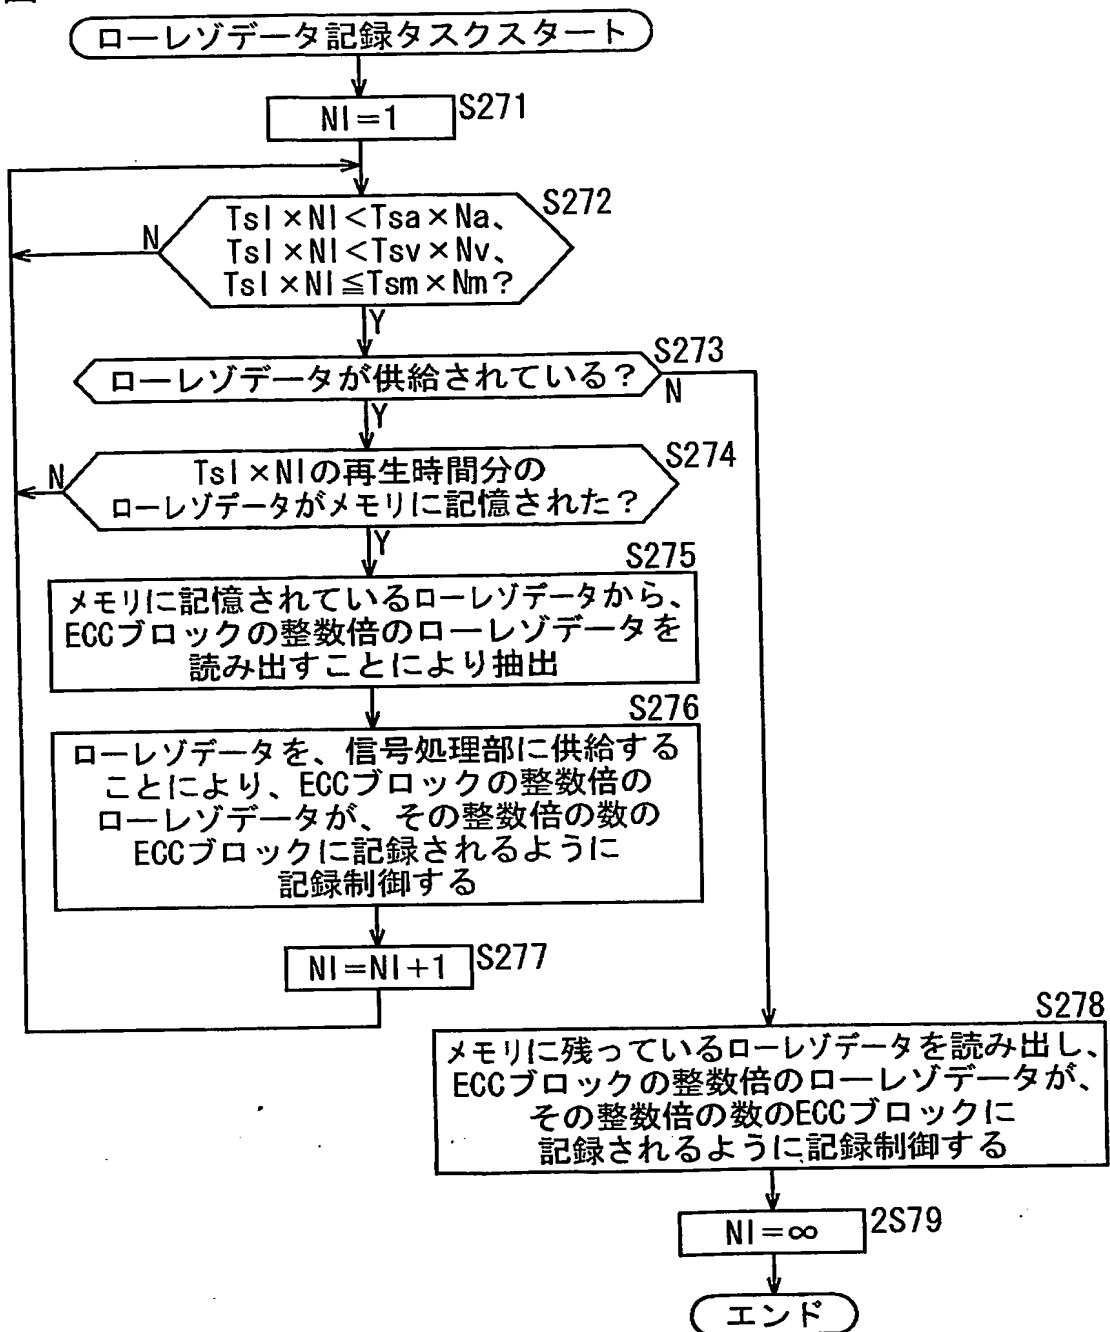 ローレゾデータ記録タスクスタート
Nl=1
S271
Tsl×Nl<Tsa×Na、
Tsl×Nl<Tsv×Nv、
Tsl×Nl≦Tsm×Nm?
S272
N
Y
ローレゾデータが供給されている?
S273
N
Y
Tsl×Nlの再生時間分の
ローレゾデータがメモリに記憶された?
S274
N
Y
S275
メモリに記憶されているローレゾデータから、
ECCブロックの整数倍のローレゾデータを
読み出すことにより抽出
S276
ローレゾデータを、信号処理部に供給する
ことにより、ECCブロックの整数倍の
ローレゾデータが、その整数倍の数の
ECCブロックに記録されるように
記録制御する
Nl=Nl+1
S277
S278
メモリに残っているローレゾデータを読み出し、
ECCブロックの整数倍のローレゾデータが、
その整数倍の数のECCブロックに
記録されるように記録制御する
Nl=∞
2S79
エンド